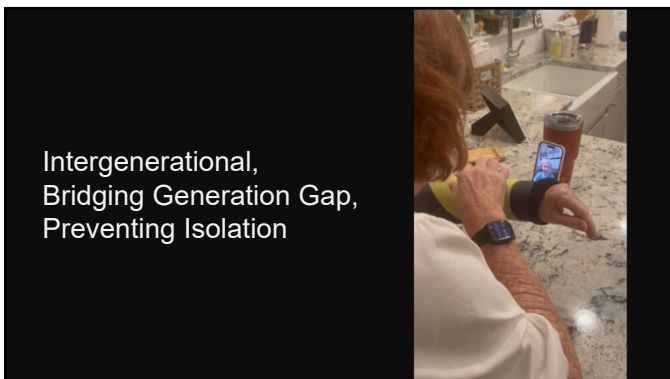 Intergenerational,
Bridging Generation Gap,
Preventing Isolation